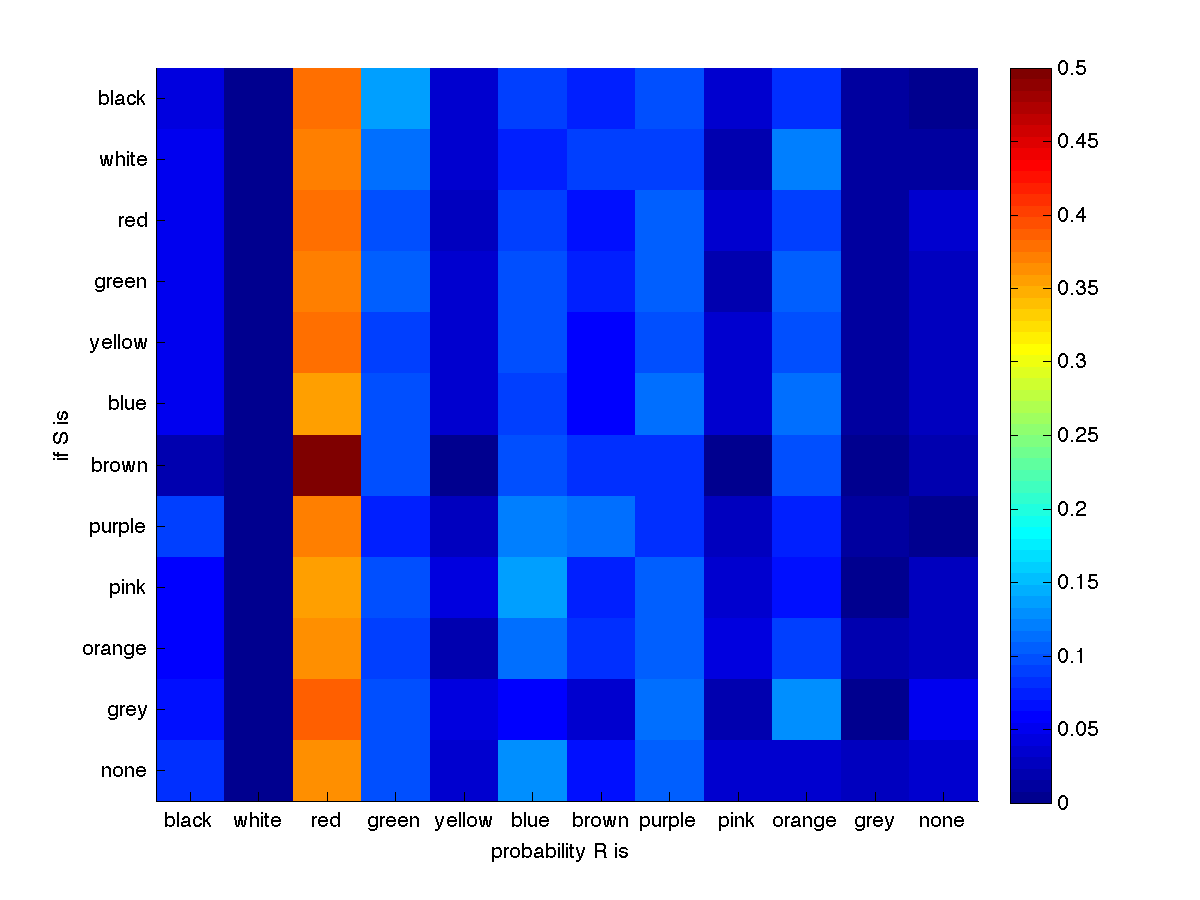 black
white
red
green
yellow
blue
brown
purple
pink
orange
grey
none
if S is
black white red green yellow blue brown purple pink orange grey none
probability R is
0.5
0.45
0.4
0.35
0.3
0.25
0.2
0.15
0.1
0.05
0